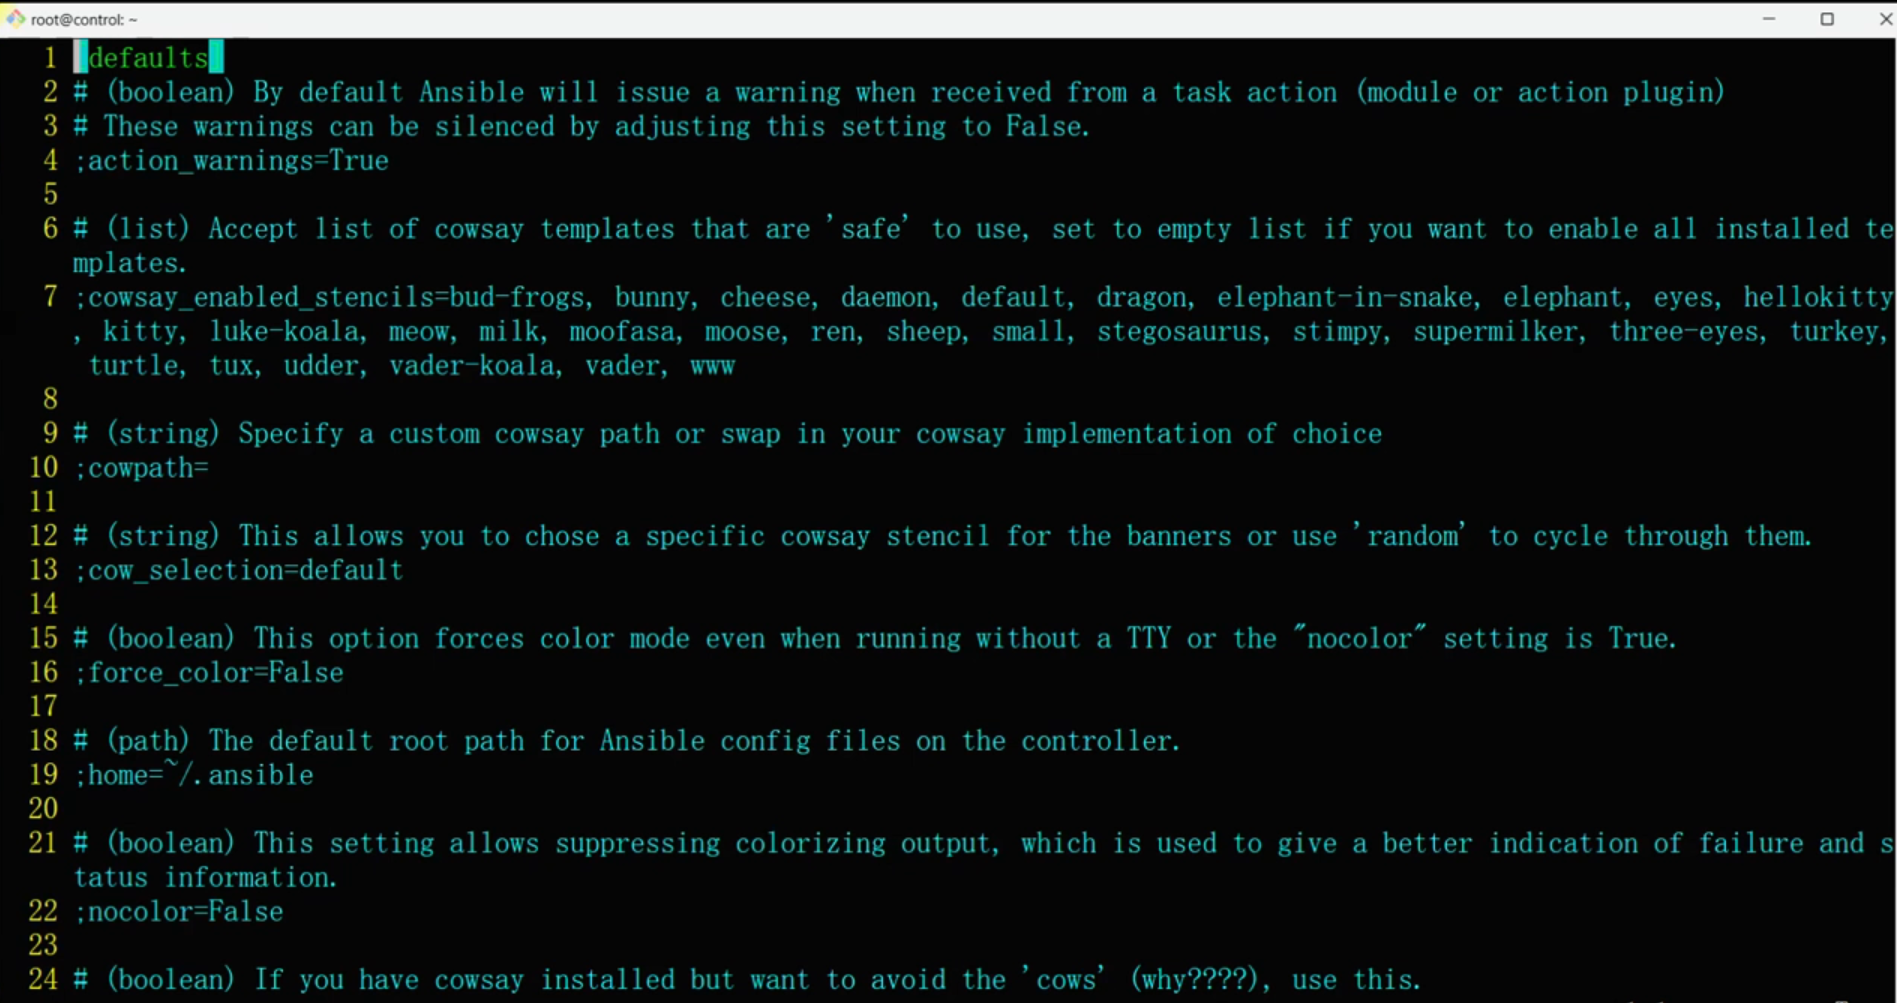 root@control: ~
1 [defaults]
2 # (boolean) By default Ansible will issue a warning when received from a task action (module or action plugin)
3 # These warnings can be silenced by adjusting this setting to False.
4 ;action_warnings=True
5
6 # (list) Accept list of cowsay templates that are 'safe' to use, set to empty list if you want to enable all installed te
mplates.
7 ;cowsay_enabled_stencils=bud-frogs, bunny, cheese, daemon, default, dragon, elephant-in-snake, elephant, eyes, hellokitty
, kitty, luke-koala, meow, milk, moofasa, moose, ren, sheep, small, stegosaurus, stimpy, supermilker, three-eyes, turkey,
turtle, tux, udder, vader-koala, vader, www
8
9 # (string) Specify a custom cowsay path or swap in your cowsay implementation of choice
10 ;cowpath=
11
12 # (string) This allows you to chose a specific cowsay stencil for the banners or use 'random' to cycle through them.
13 ;cow_selection=default
14
15 # (boolean) This option forces color mode even when running without a TTY or the "nocolor" setting is True.
16 ;force_color=False
17
18 # (path) The default root path for Ansible config files on the controller.
19 ;home=~/.ansible
20
21 # (boolean) This setting allows suppressing colorizing output, which is used to give a better indication of failure and s
tatus information.
22 ;nocolor=False
23
24 # (boolean) If you have cowsay installed but want to avoid the 'cows' (why????), use this.